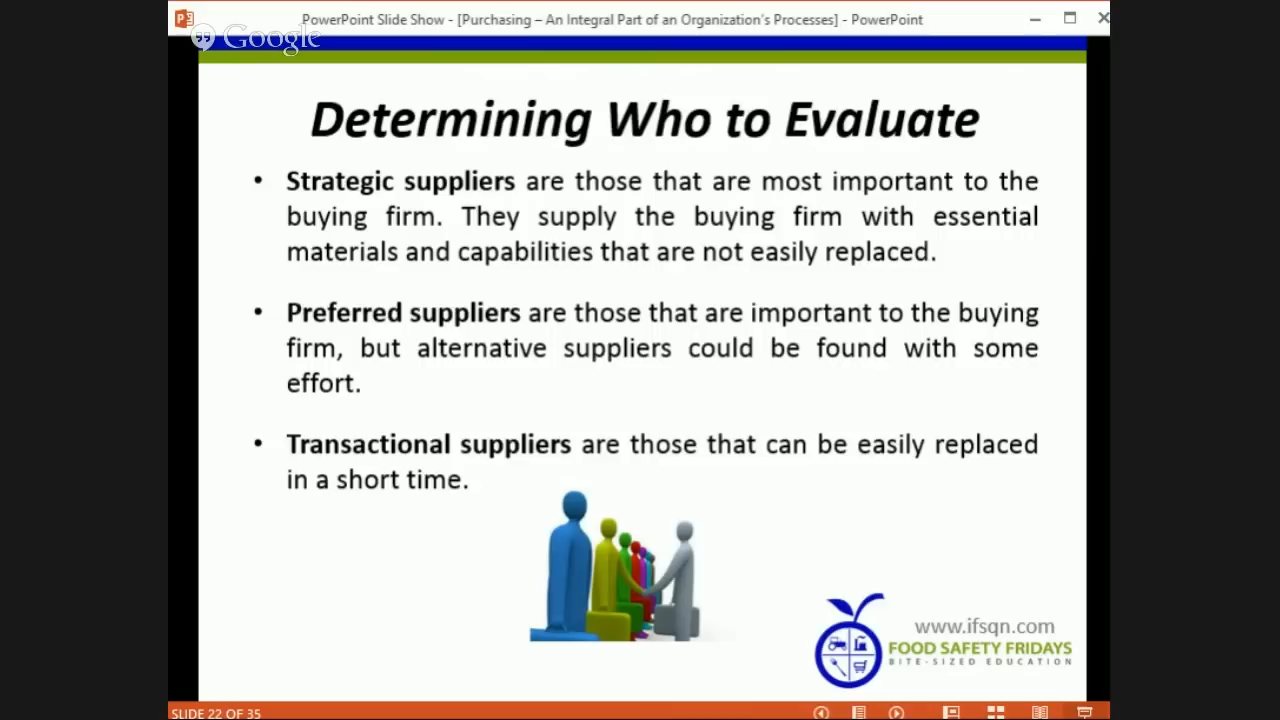 PowerPoint Slide Show - [Purchasing – An Integral Part of an Organization's Processes] - PowerPoint
Google
Determining Who to Evaluate
• Strategic suppliers are those that are most important to the
buying firm. They supply the buying firm with essential
materials and capabilities that are not easily replaced.
• Preferred suppliers are those that are important to the buying
firm, but alternative suppliers could be found with some
effort.
• Transactional suppliers are those that can be easily replaced
in a short time.
www.ifsqn.com
FOOD SAFETY FRIDAYS
BITE-SIZED EDUCATION
SLIDE 22 OF 35